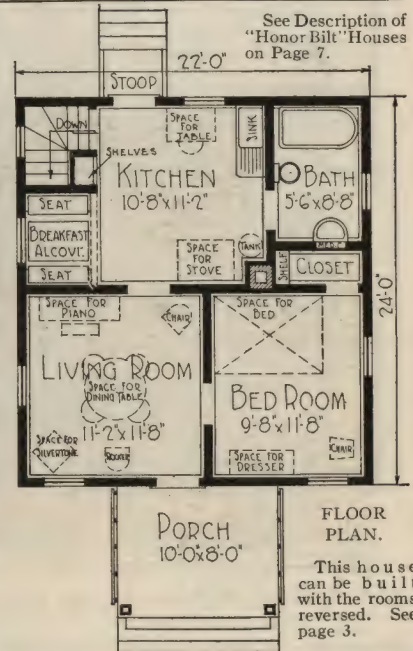 See Description of
"Honor Bilt" Houses
on Page 7.
22'-0"
STOOP
DOWN
SHELVES
SPACE
FOR
TABLE
SINK
KITCHEN
10'-8"x11'-2"
BATH
5'-6"x8'-8"
SEAT
BREAKFAST
ALCOVE
SEAT
SPACE
FOR
STOVE
TANK
MED.
SHELF
CLOSET
24'-0"
SPACE FOR
PIANO
CHAIR
LIVING ROOM
SPACE FOR
DINING TABLE
11'-2"x11'-8"
SPACE FOR
SILVERTONE
ROCKER
SPACE FOR
BED
BED ROOM
9'-8"x11'-8"
SPACE FOR
DRESSER
CHAIR
PORCH
10'-0"x8'-0"
FLOOR
PLAN.
This house
can be built
with the rooms
reversed. See
page 3.